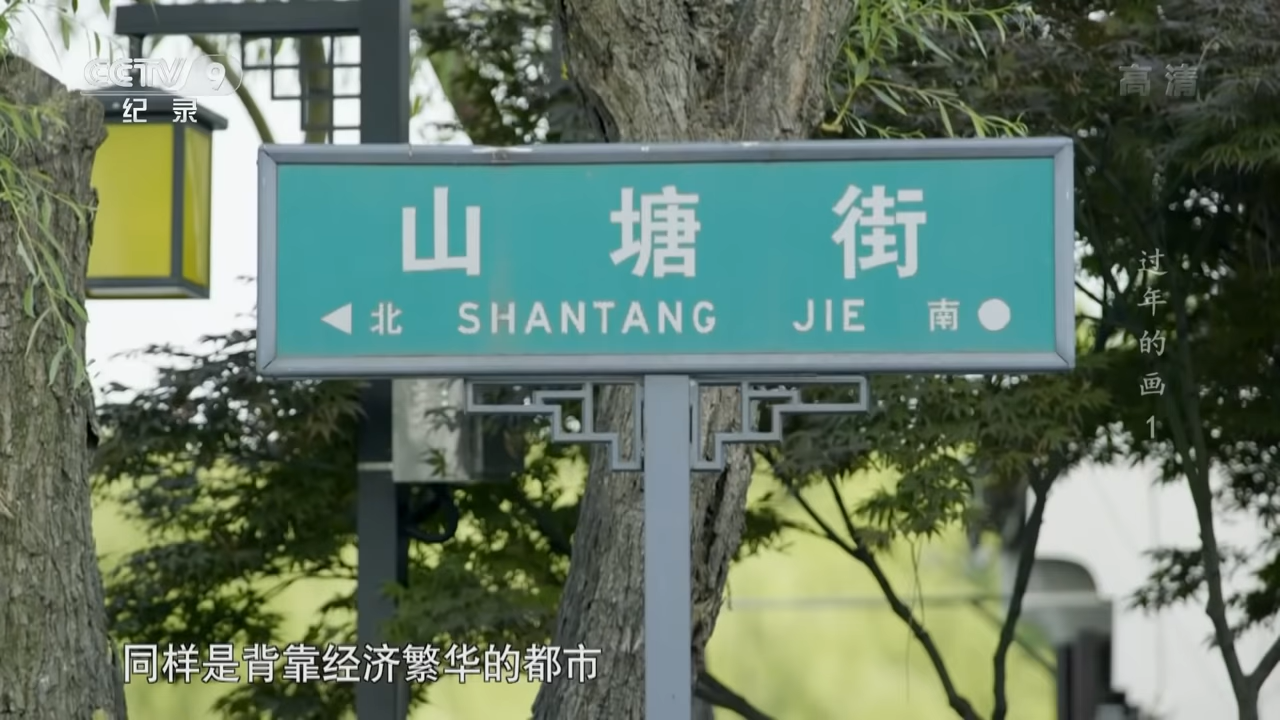 CCTV 9
纪录
高清
山塘街
北 SHANTANG JIE 南
过年的画 1
同样是背靠经济繁华的都市